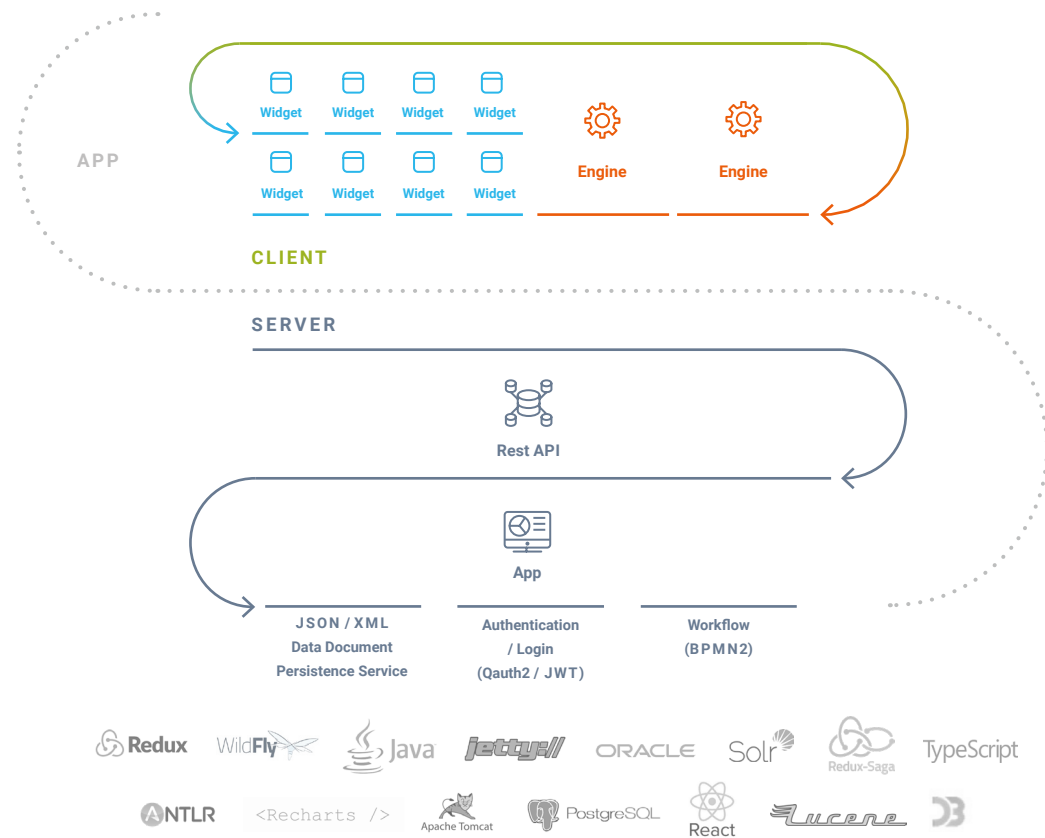 Widget Widget Widget Widget
APP
Widget Widget Widget Widget
Engine Engine
CLIENT
SERVER
Rest API
App
JSON / XML
Data Document
Persistence Service
Authentication
/ Login
(Qauth2 / JWT)
Workflow
(BPMN2)
Redux WildFly Java jetty:// ORACLE Solr Redux-Saga TypeScript
ANTLR <Recharts /> Apache Tomcat PostgreSQL React Lucene D3